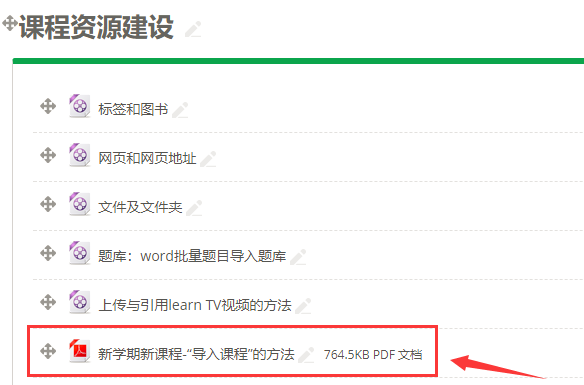 课程资源建设
标签和图书
网页和网页地址
文件及文件夹
题库：word批量题目导入题库
上传与引用learn TV视频的方法
新学期新课程-“导入课程”的方法 764.5KB PDF 文档